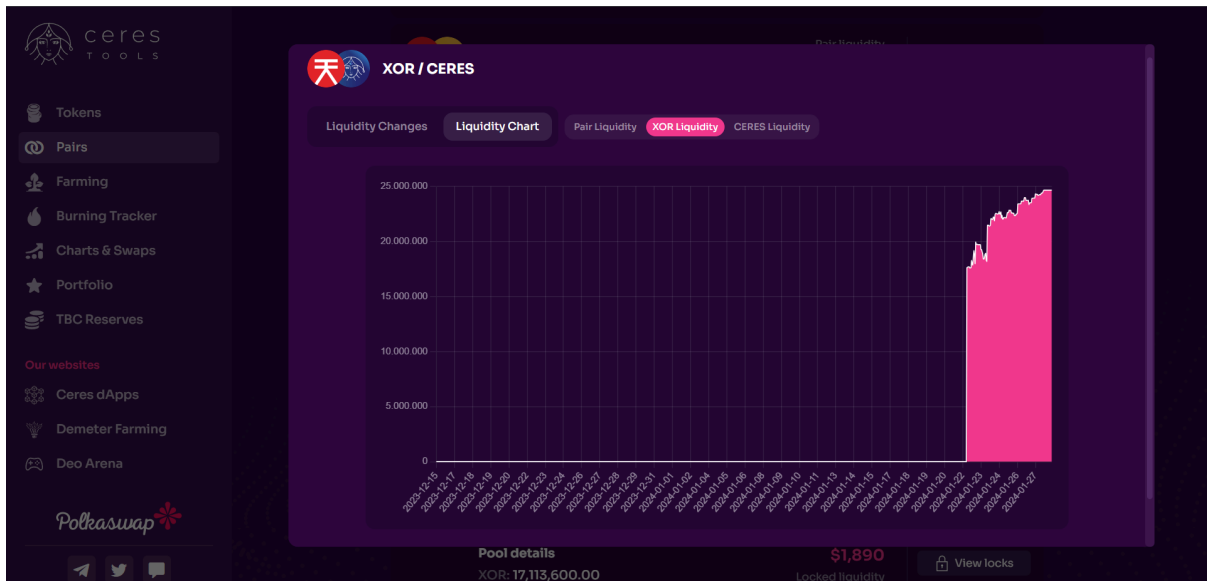 ceres
TOOLS
Tokens
Pairs
Farming
Burning Tracker
Charts & Swaps
Portfolio
TBC Reserves
Our websites
Ceres dApps
Demeter Farming
Deo Arena
Polkaswap
Pair liquidity
天 XOR / CERES
Liquidity Changes Liquidity Chart Pair Liquidity XOR Liquidity CERES Liquidity
25.000.000
20.000.000
15.000.000
10.000.000
5.000.000
0
2023-12-15 2023-12-17 2023-12-18 2023-12-19 2023-12-20 2023-12-22 2023-12-23 2023-12-24 2023-12-26 2023-12-27 2023-12-28 2023-12-29 2023-12-31 2024-01-01 2024-01-02 2024-01-04 2024-01-05 2024-01-06 2024-01-08 2024-01-09 2024-01-10 2024-01-11 2024-01-13 2024-01-14 2024-01-15 2024-01-17 2024-01-18 2024-01-19 2024-01-20 2024-01-22 2024-01-23 2024-01-24 2024-01-26 2024-01-27
Pool details $1,890 View locks
XOR: 17,113,600.00 Locked liquidity